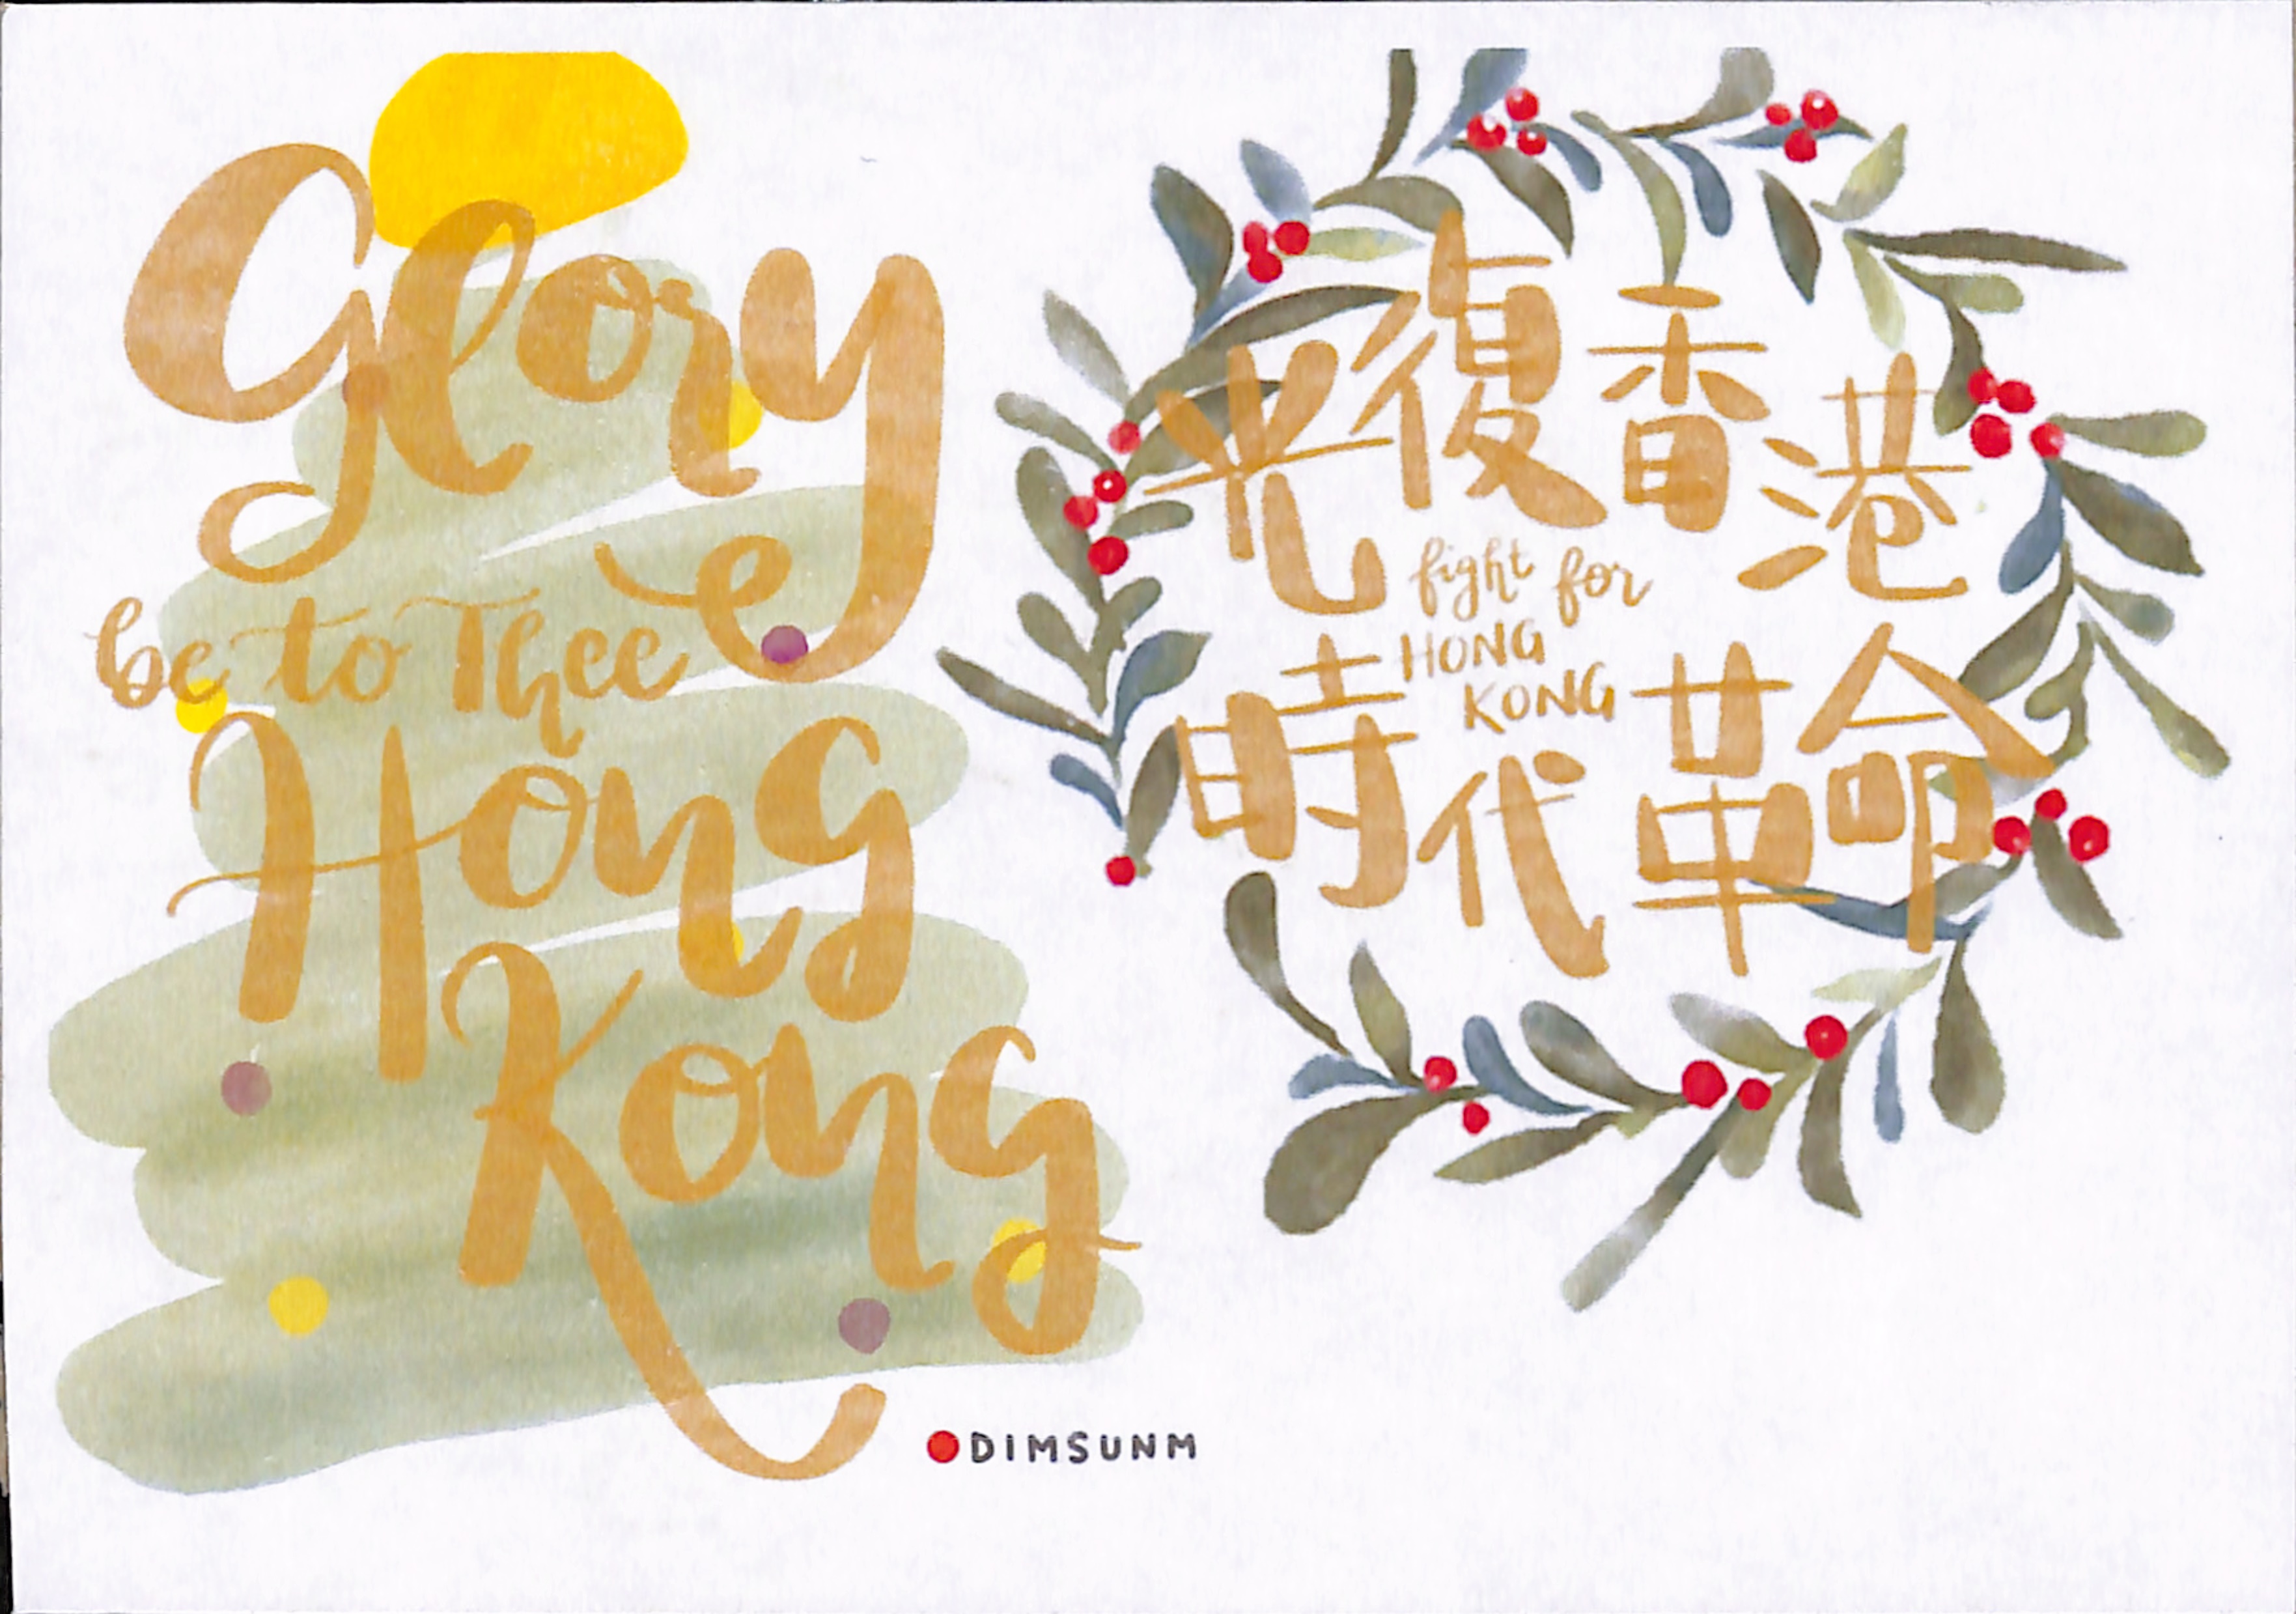 Glory
be to Thee
Hong
Kong
DIMSUNM
光復香港
fight for
HONG
KONG
時代革命